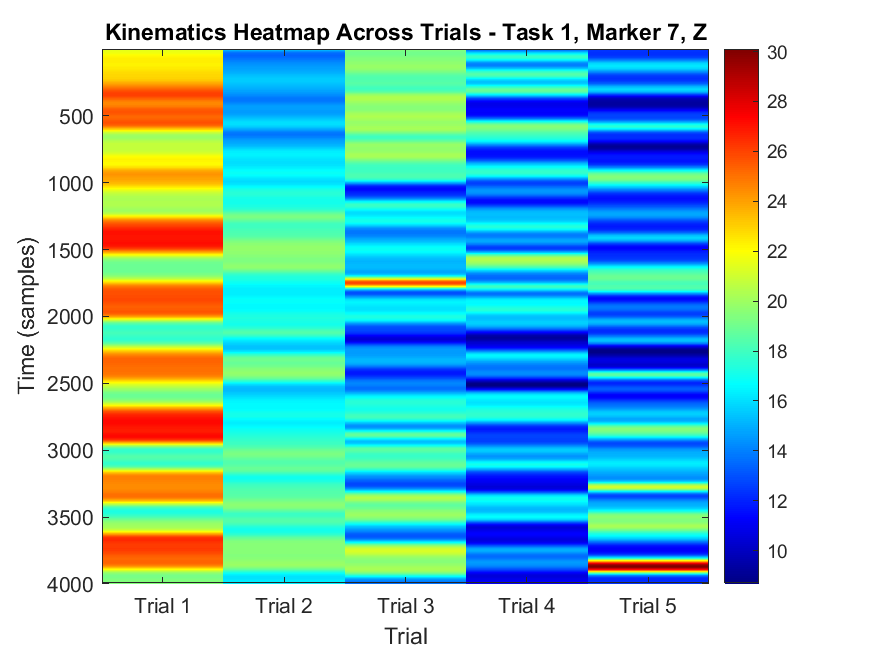 Kinematics Heatmap Across Trials - Task 1, Marker 7, Z
Time (samples)
500
1000
1500
2000
2500
3000
3500
4000
Trial 1
Trial 2
Trial 3
Trial 4
Trial 5
Trial
30
28
26
24
22
20
18
16
14
12
10